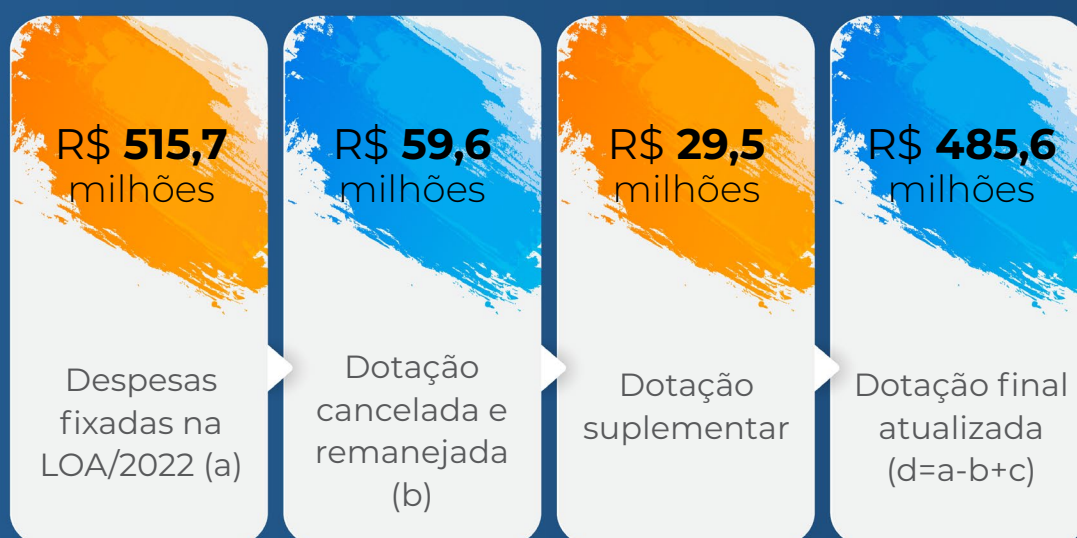 R$ 515,7
milhões
Despesas
fixadas na
LOA/2022 (a)
R$ 59,6
milhões
Dotação
cancelada e
remanejada
(b)
R$ 29,5
milhões
Dotação
suplementar
R$ 485,6
milhões
Dotação final
atualizada
(d=a-b+c)